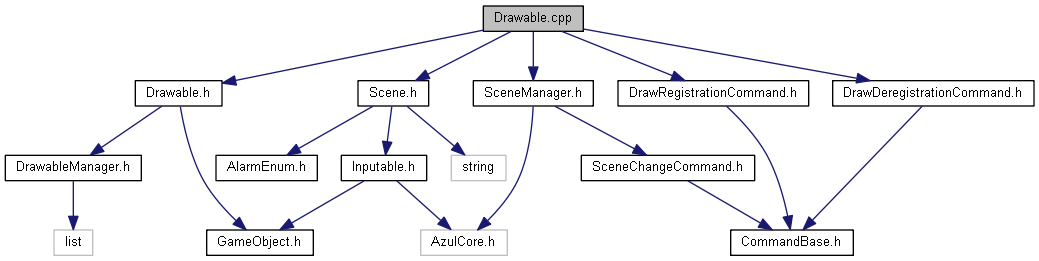 Drawable.cpp
Drawable.h
Scene.h
SceneManager.h
DrawRegistrationCommand.h
DrawDeregistrationCommand.h
DrawableManager.h
AlarmEnum.h
Inputable.h
string
SceneChangeCommand.h
list
GameObject.h
AzulCore.h
CommandBase.h